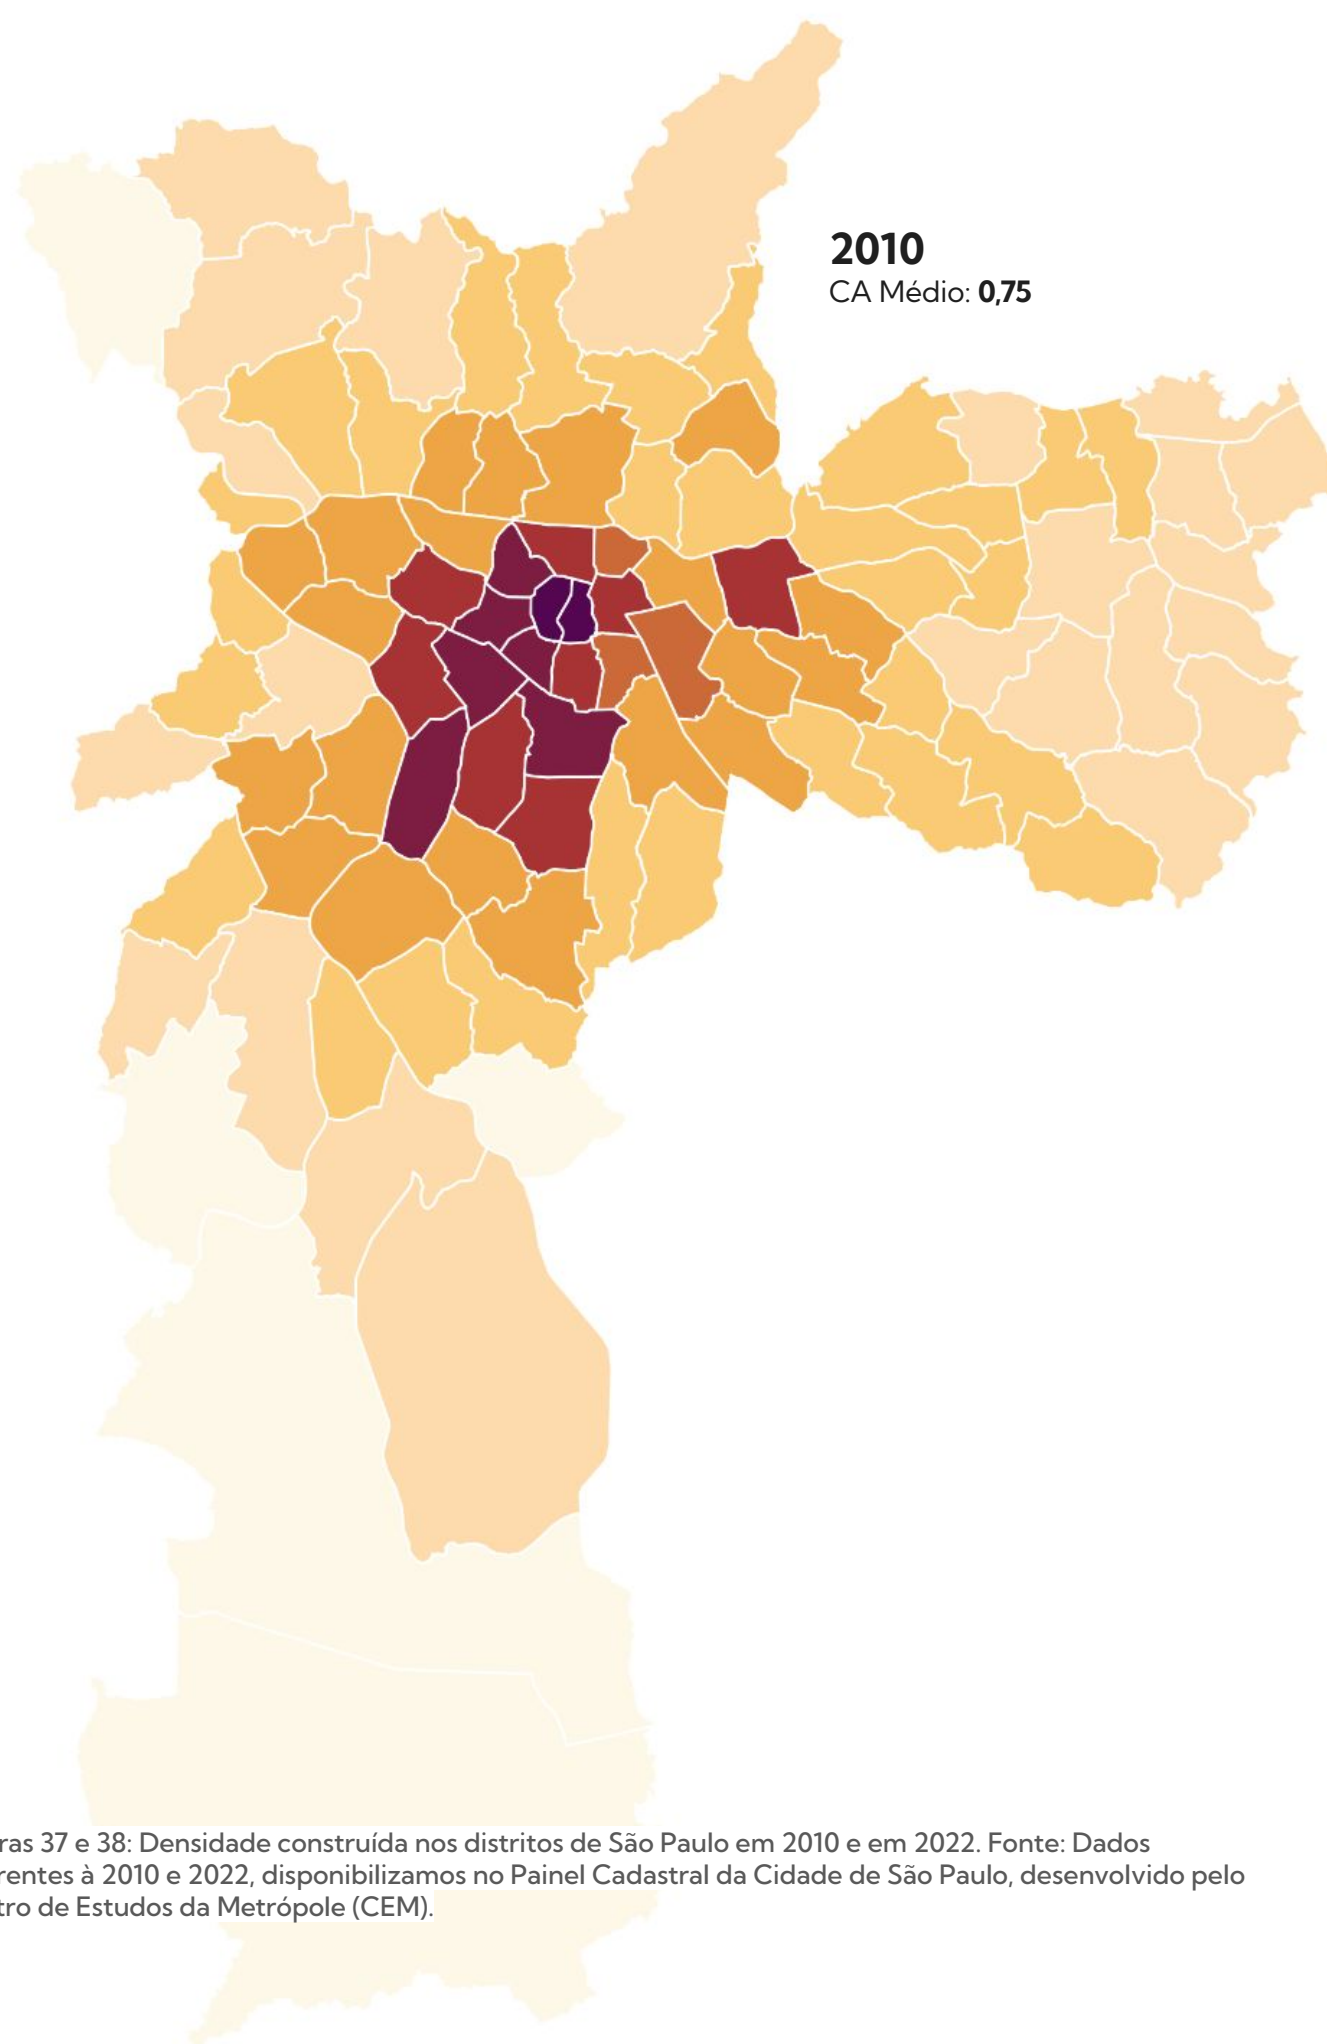 2010
CA Médio: 0,75
ras 37 e 38: Densidade construída nos distritos de São Paulo em 2010 e em 2022. Fonte: Dados
rentes à 2010 e 2022, disponibilizamos no Painel Cadastral da Cidade de São Paulo, desenvolvido pelo
tro de Estudos da Metrópole (CEM).